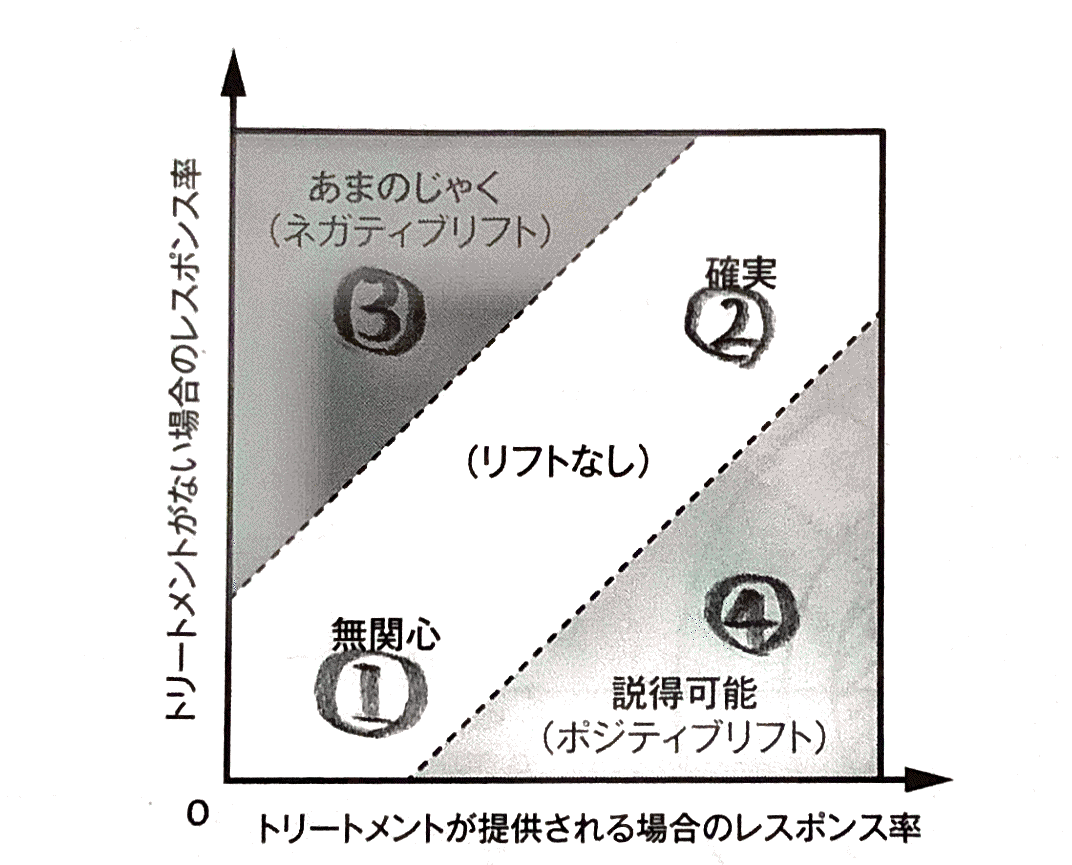 あまのじゃく
（ネガティブリフト）
③
確実
②
（リフトなし）
無関心
①
④
説得可能
（ポジティブリフト）
トリートメントがない場合のレスポンス率
0
トリートメントが提供される場合のレスポンス率